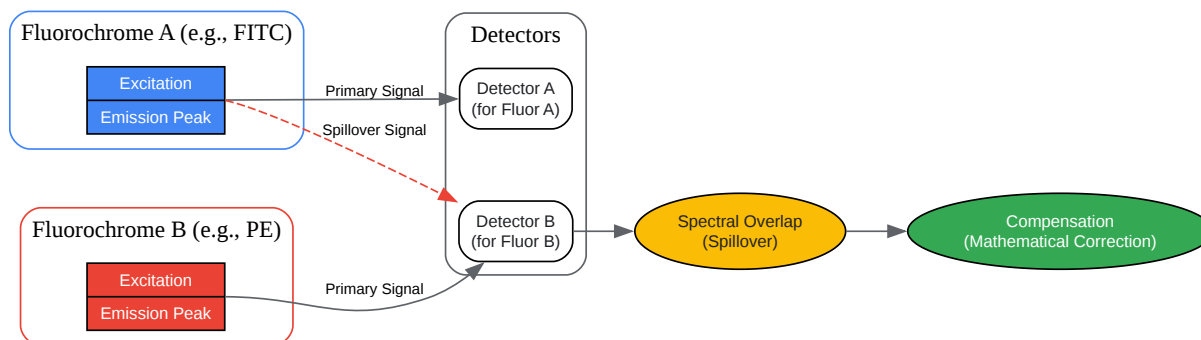 Fluorochrome A (e.g., FITC)
Excitation
Emission Peak
Primary Signal
Spillover Signal
Detectors
Detector A
(for Fluor A)
Detector B
(for Fluor B)
Fluorochrome B (e.g., PE)
Excitation
Emission Peak
Primary Signal
Spectral Overlap
(Spillover)
Compensation
(Mathematical Correction)